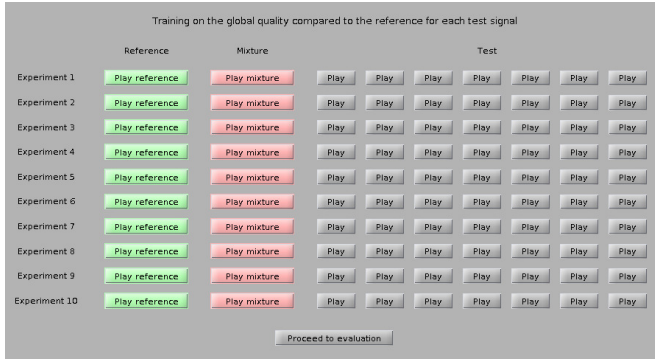 Training on the global quality compared to the reference for each test signal
Reference Mixture Test
Experiment 1 Play reference Play mixture Play Play Play Play Play Play Play
Experiment 2 Play reference Play mixture Play Play Play Play Play Play Play
Experiment 3 Play reference Play mixture Play Play Play Play Play Play Play
Experiment 4 Play reference Play mixture Play Play Play Play Play Play Play
Experiment 5 Play reference Play mixture Play Play Play Play Play Play Play
Experiment 6 Play reference Play mixture Play Play Play Play Play Play Play
Experiment 7 Play reference Play mixture Play Play Play Play Play Play Play
Experiment 8 Play reference Play mixture Play Play Play Play Play Play Play
Experiment 9 Play reference Play mixture Play Play Play Play Play Play Play
Experiment 10 Play reference Play mixture Play Play Play Play Play Play Play
Proceed to evaluation